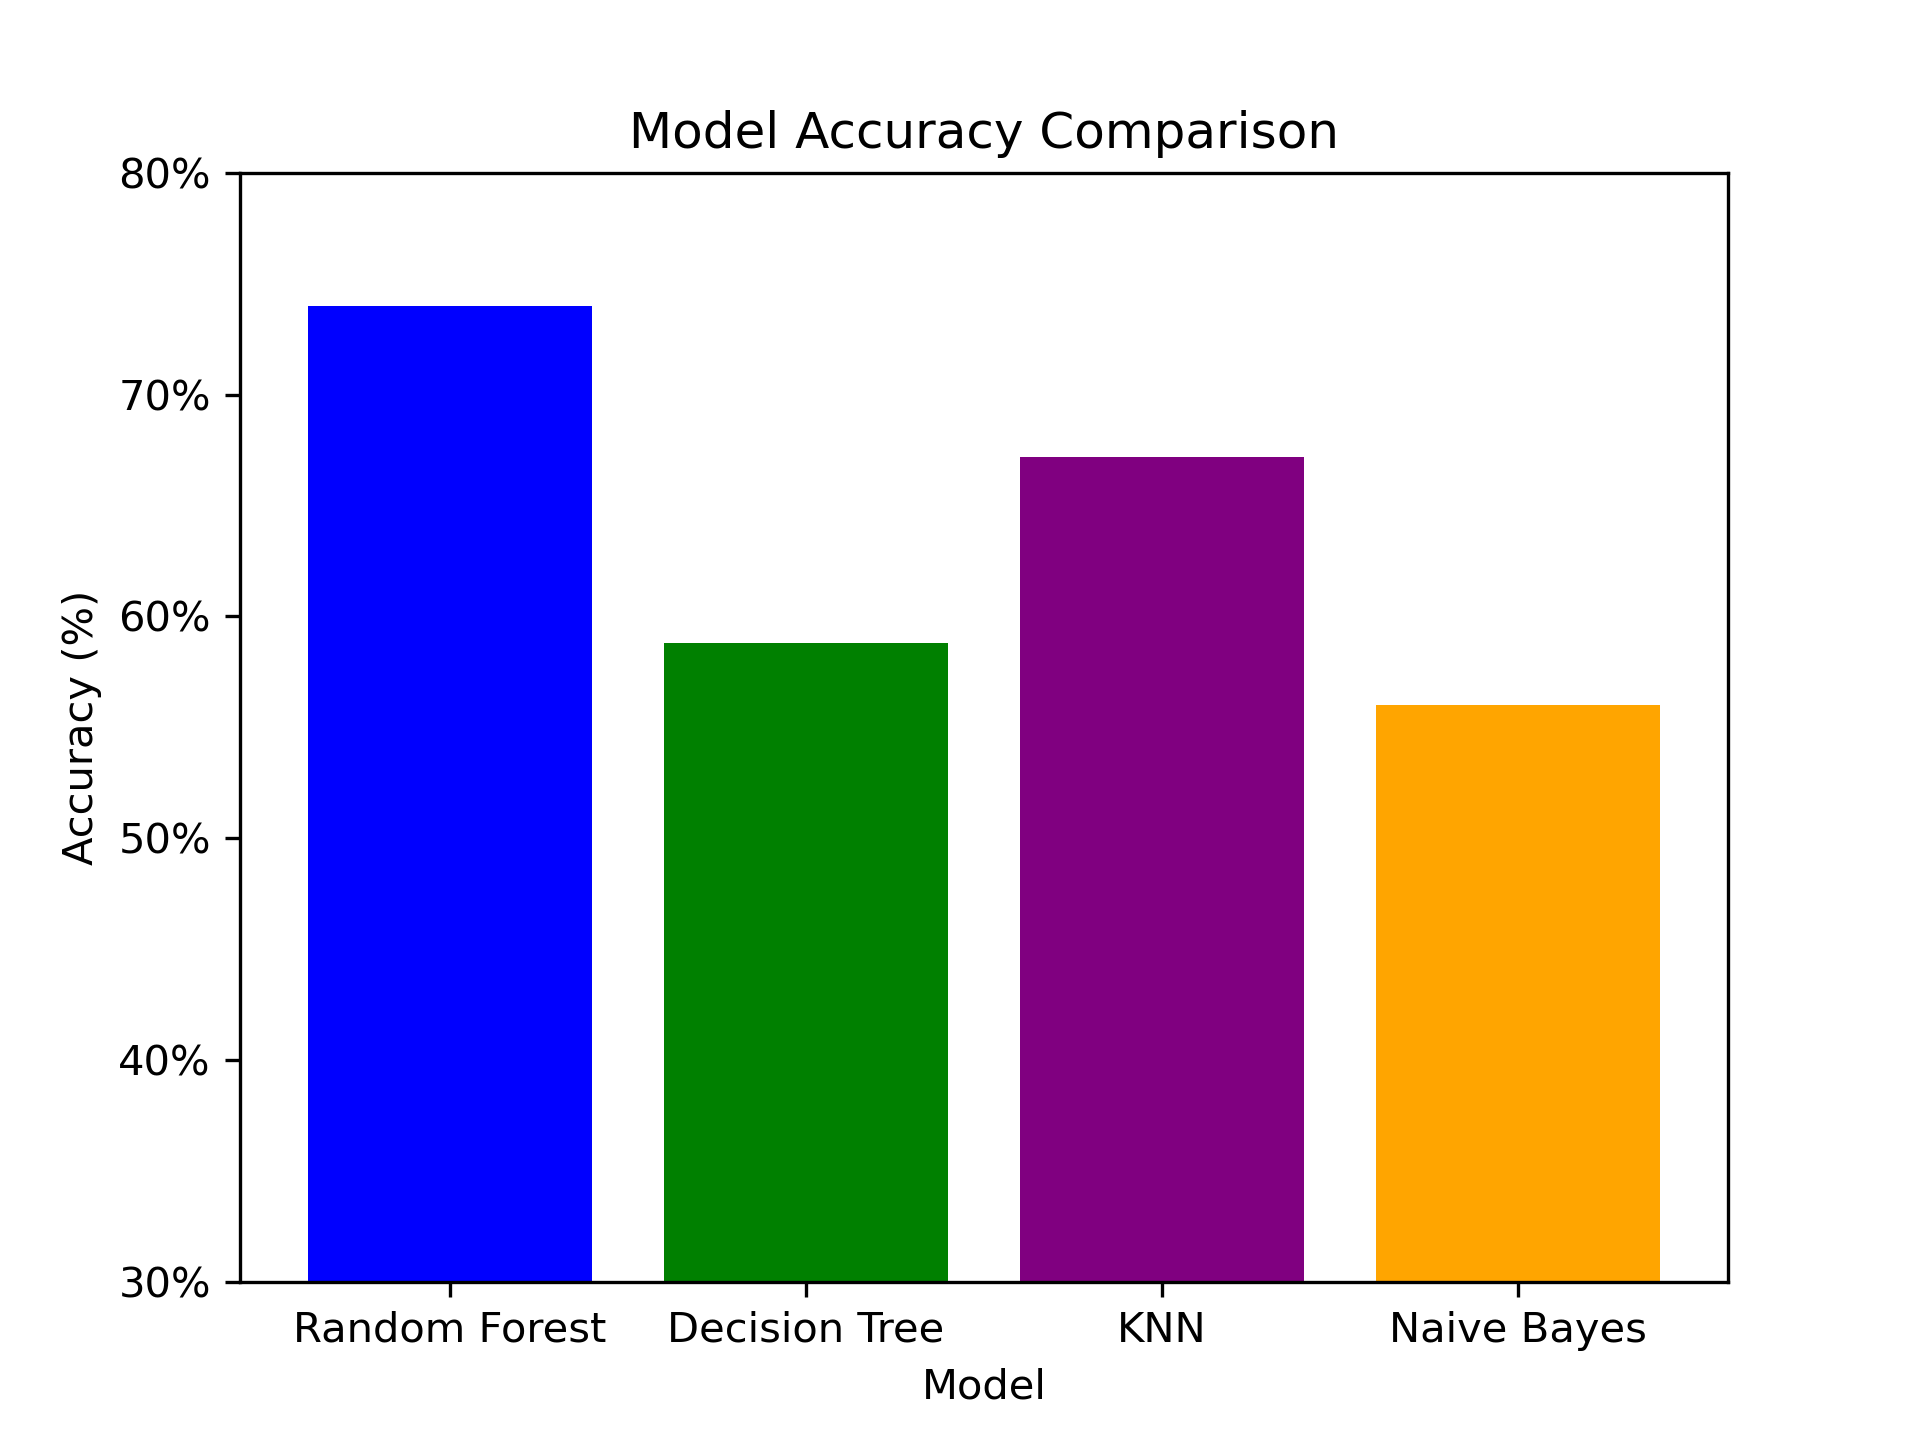 Model Accuracy Comparison
80%
70%
60%
50%
40%
30%
Accuracy (%)
Random Forest Decision Tree KNN Naive Bayes
Model